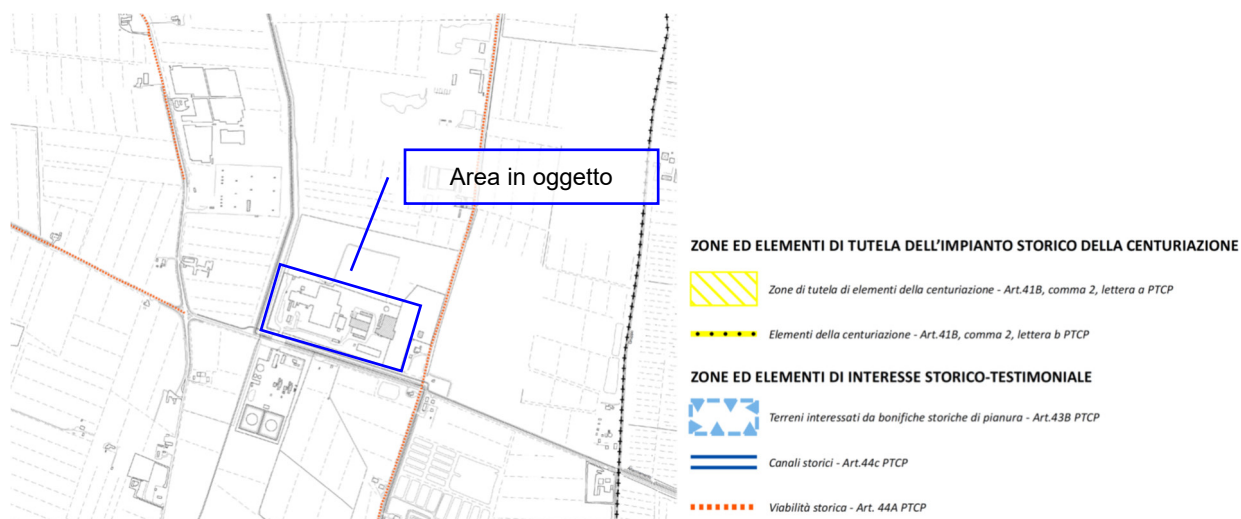 Area in oggetto
ZONE ED ELEMENTI DI TUTELA DELL'IMPIANTO STORICO DELLA CENTURIAZIONE
Zone di tutela di elementi della centuriazione - Art.41B, comma 2, lettera a PTCP
Elementi della centuriazione - Art.41B, comma 2, lettera b PTCP
ZONE ED ELEMENTI DI INTERESSE STORICO-TESTIMONIALE
Terreni interessati da bonifiche storiche di pianura - Art.43B PTCP
Canali storici - Art.44c PTCP
Viabilità storica - Art. 44A PTCP